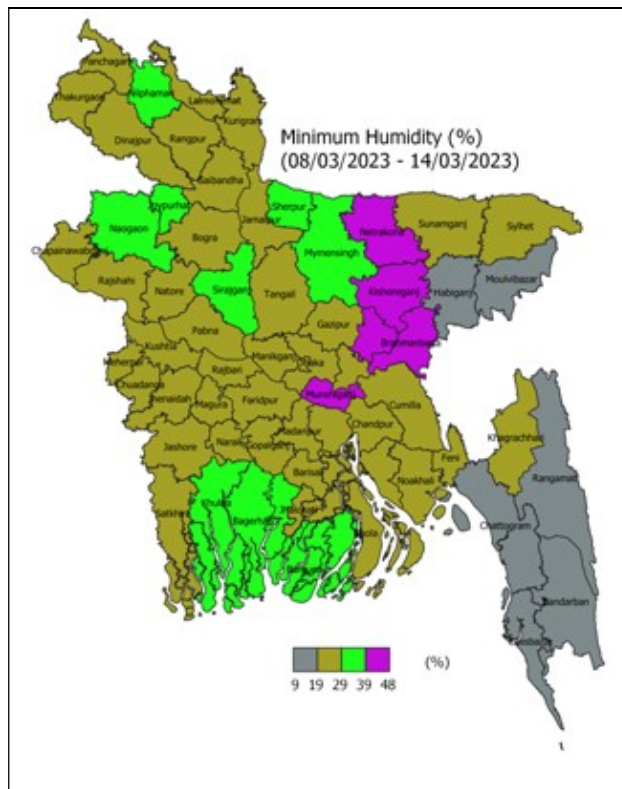 Panchagarh
Nilphamari
Thakurgaon
Lalmonirhat
Kurigram
Dinajpur
Rangpur
Minimum Humidity (%)
(08/03/2023 - 14/03/2023)
Gaibandha
Joypurhat
Sherpur
Naogaon
Jamalpur
Netrakona
Sunamganj
Sylhet
Bogra
Mymensingh
Chapainawabganj
Rajshahi
Sirajganj
Kishoreganj
Habiganj
Moulvibazar
Natore
Tangail
Pabna
Gazipur
Brahmanbaria
Kushtia
Meherpur
Manikganj
Dhaka
Rajbari
Chuadanga
Jhenaidah
Magura
Faridpur
Munshiganj
Cumilla
Chandpur
Madaripur
Khagrachhari
Jashore
Narail
Gopalganj
Feni
Rangamati
Barisal
Noakhali
Satkhira
Khulna
Bagerhat
Jhalokati
Bhola
Chattogram
Bandarban
(%)
9 19 29 39 48